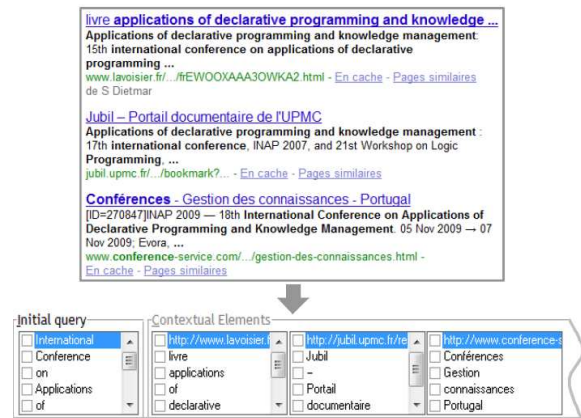 livre applications of declarative programming and knowledge ...
Applications of declarative programming and knowledge management:
15th international conference on applications of declarative
programming ...
www.lavoisier.fr/.../frEWOOXAAA3OWKA2.html - En cache - Pages similaires
de S Dietmar
Jubil – Portail documentaire de l'UPMC
Applications of declarative programming and knowledge management :
17th international conference, INAP 2007, and 21st Workshop on Logic
Programming, ...
jubil.upmc.fr/.../bookmark?... - En cache - Pages similaires
Conférences - Gestion des connaissances - Portugal
[ID=270847]INAP 2009 — 18th International Conference on Applications of
Declarative Programming and Knowledge Management. 05 Nov 2009 → 07
Nov 2009; Evora, ...
www.conference-service.com/.../gestion-des-connaissances.html -
En cache - Pages similaires
Initial query Contextual Elements
International http://www.lavoisier.f http://jubil.upmc.fr/re http://www.conference-s
Conference livre Jubil Conférences
on applications – Gestion
Applications of Portail connaissances
of declarative documentaire Portugal